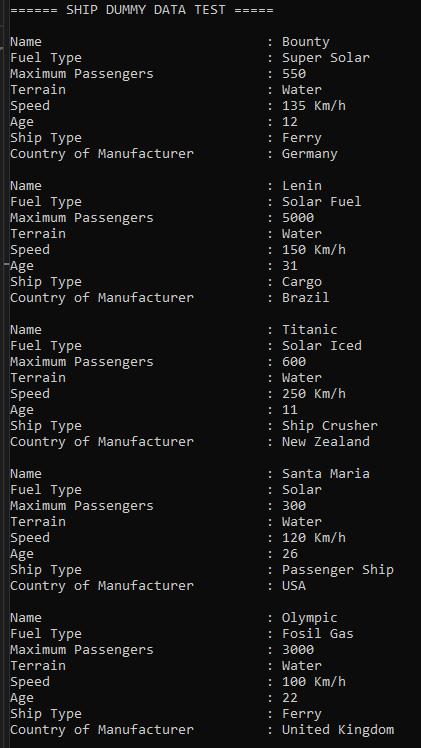 ====== SHIP DUMMY DATA TEST =====
Name : Bounty
Fuel Type : Super Solar
Maximum Passengers : 550
Terrain : Water
Speed : 135 Km/h
Age : 12
Ship Type : Ferry
Country of Manufacturer : Germany
Name : Lenin
Fuel Type : Solar Fuel
Maximum Passengers : 5000
Terrain : Water
Speed : 150 Km/h
Age : 31
Ship Type : Cargo
Country of Manufacturer : Brazil
Name : Titanic
Fuel Type : Solar Iced
Maximum Passengers : 600
Terrain : Water
Speed : 250 Km/h
Age : 11
Ship Type : Ship Crusher
Country of Manufacturer : New Zealand
Name : Santa Maria
Fuel Type : Solar
Maximum Passengers : 300
Terrain : Water
Speed : 120 Km/h
Age : 26
Ship Type : Passenger Ship
Country of Manufacturer : USA
Name : Olympic
Fuel Type : Fosil Gas
Maximum Passengers : 3000
Terrain : Water
Speed : 100 Km/h
Age : 22
Ship Type : Ferry
Country of Manufacturer : United Kingdom